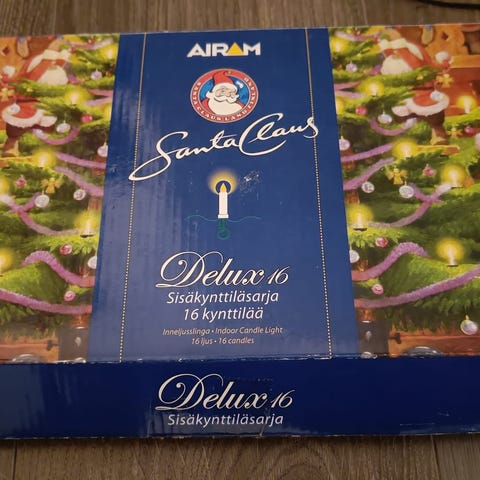 AIRAM
Santa Claus
Delux 16
Sisäkynttiläsarja
16 kynttilää
Inneljusslinga • Indoor Candle Light
16 ljus • 16 candles
Delux 16
Sisäkynttiläsarja